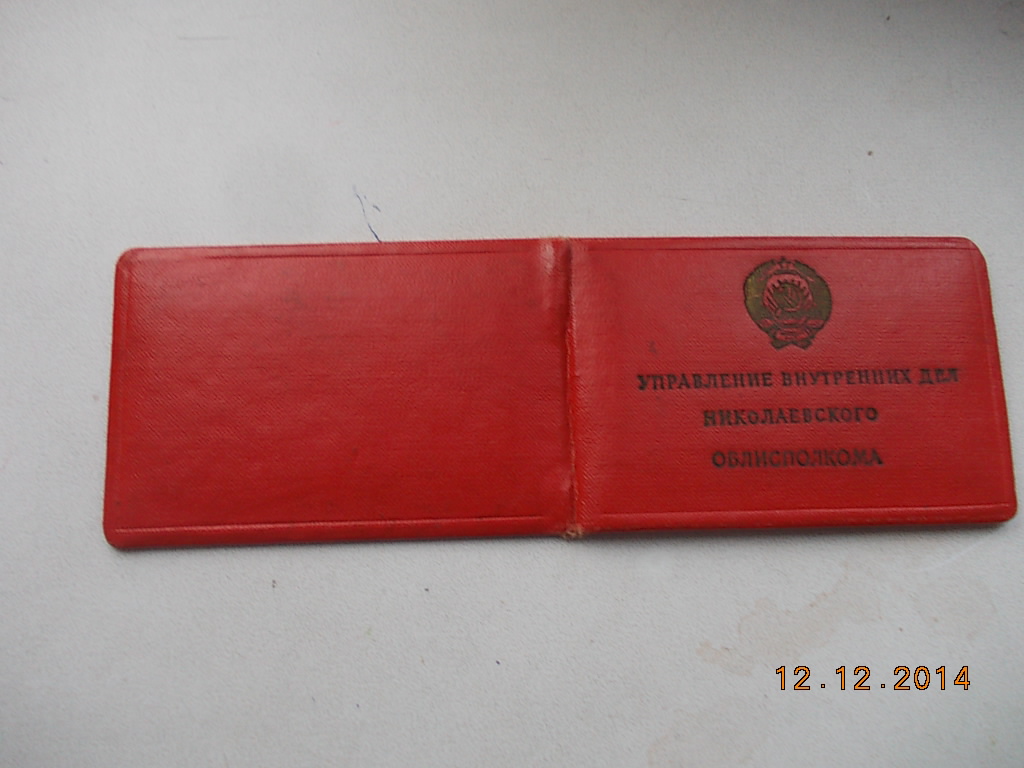 УПРАВЛЕНИЕ ВНУТРЕННИХ ДЕЛ
НИКОЛАЕВСКОГО
ОБЛИСПОЛКОМА
12.12.2014